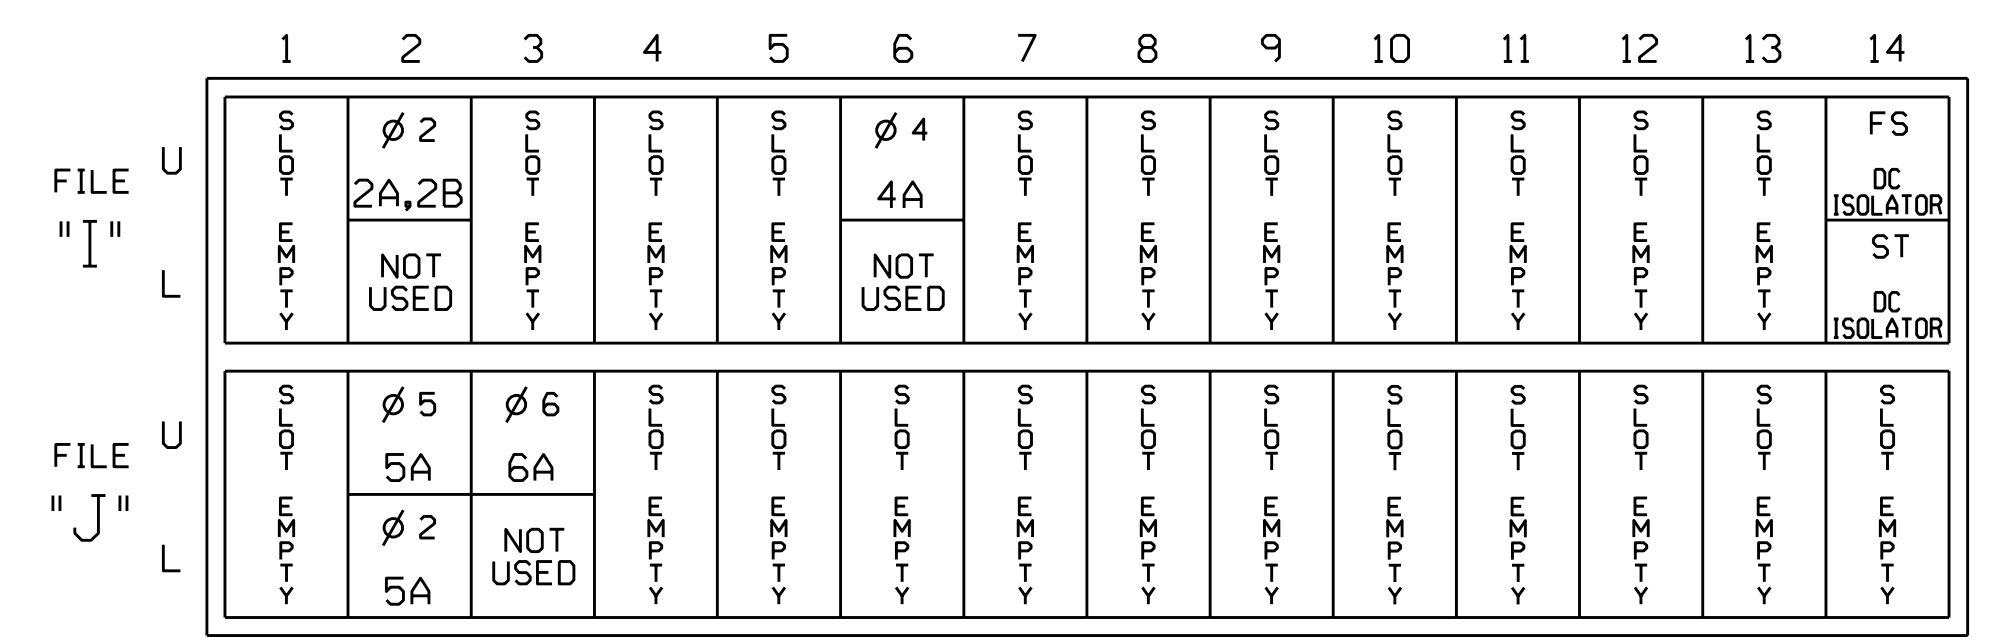 1 2 3 4 5 6 7 8 9 10 11 12 13 14
FILE "I"
U
L
SLOT EMPTY
Ø 2
2A,2B
NOT
USED
SLOT EMPTY
SLOT EMPTY
SLOT EMPTY
Ø 4
4A
NOT
USED
SLOT EMPTY
SLOT EMPTY
SLOT EMPTY
SLOT EMPTY
SLOT EMPTY
SLOT EMPTY
SLOT EMPTY
FS
DC
ISOLATOR
ST
DC
ISOLATOR
FILE "J"
U
L
SLOT EMPTY
Ø 5
5A
Ø 2
5A
Ø 6
6A
NOT
USED
SLOT EMPTY
SLOT EMPTY
SLOT EMPTY
SLOT EMPTY
SLOT EMPTY
SLOT EMPTY
SLOT EMPTY
SLOT EMPTY
SLOT EMPTY
SLOT EMPTY
SLOT EMPTY